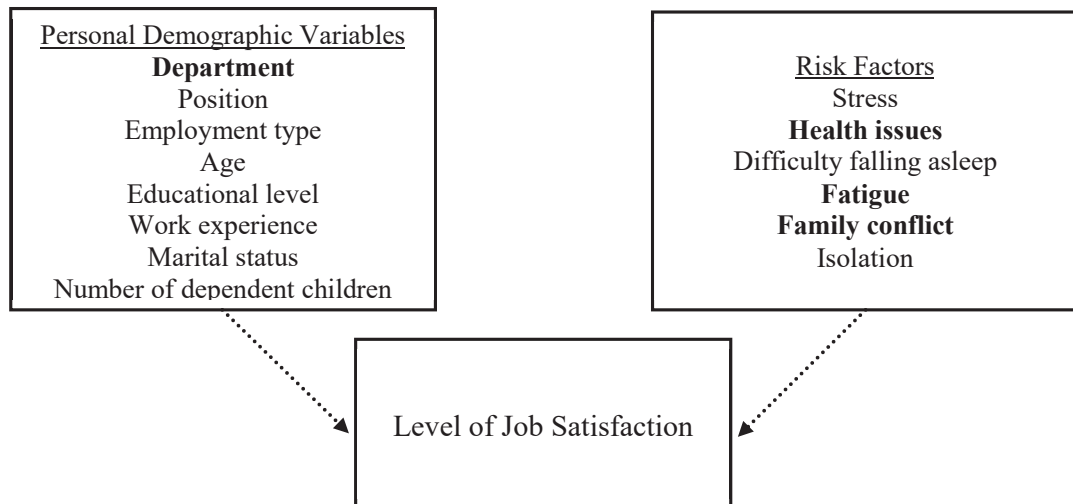 Personal Demographic Variables
Department
Position
Employment type
Age
Educational level
Work experience
Marital status
Number of dependent children
Risk Factors
Stress
Health issues
Difficulty falling asleep
Fatigue
Family conflict
Isolation
Level of Job Satisfaction